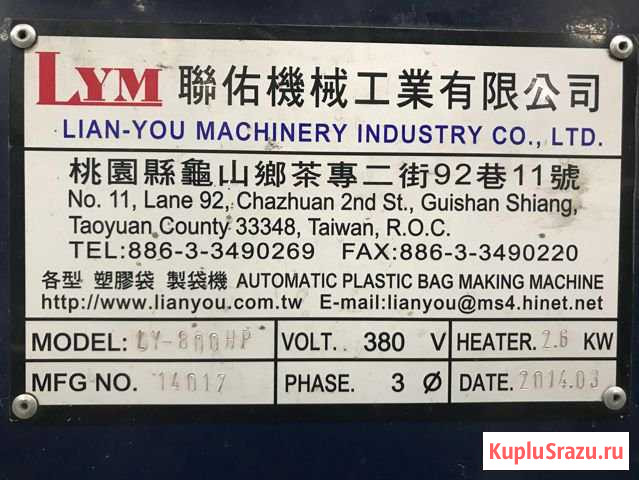 LYM 聯佑機械工業有限公司
LIAN-YOU MACHINERY INDUSTRY CO., LTD.
桃園縣龜山鄉茶專二街92巷11號
No. 11, Lane 92, Chazhuan 2nd St., Guishan Shiang,
Taoyuan County 33348, Taiwan, R.O.C.
TEL:886-3-3490269 FAX:886-3-3490220
各型 塑膠袋 製袋機 AUTOMATIC PLASTIC BAG MAKING MACHINE
http://www.lianyou.com.tw E-mail:lianyou@ms4.hinet.net
MODEL: LY-800HP VOLT. 380 V HEATER. 2.6 KW
MFG NO. 14017 PHASE. 3 Ø DATE. 2014.03
KupluSrazu.ru